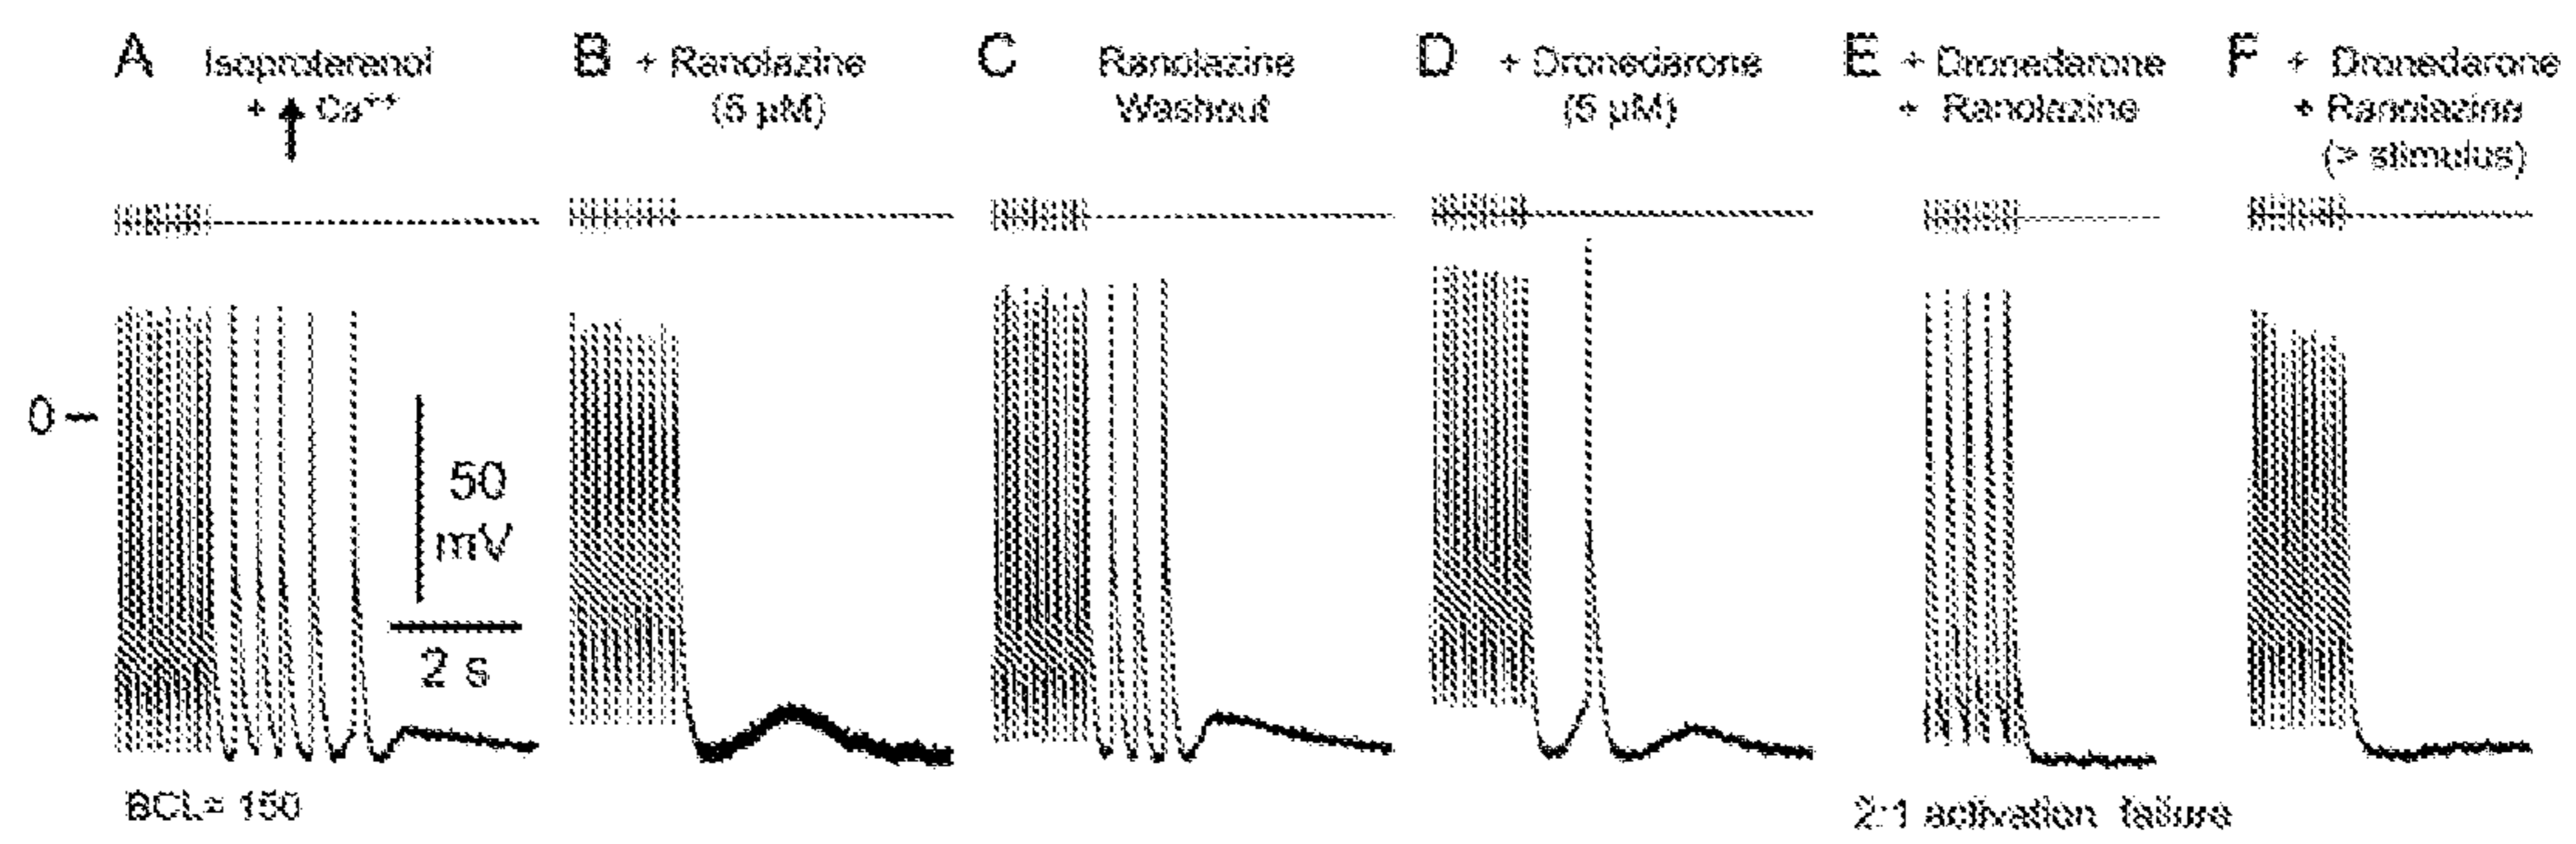 A Isoproterenol
+ ↑ Ca++
B + Ranolazine
(5 µM)
C Ranolazine
Washout
D + Dronedarone
(5 µM)
E + Dronedarone
+ Ranolazine
F + Dronedarone
+ Ranolazine
(> stimulus)
0
50
mV
2 s
BCL= 150
2:1 activation failure